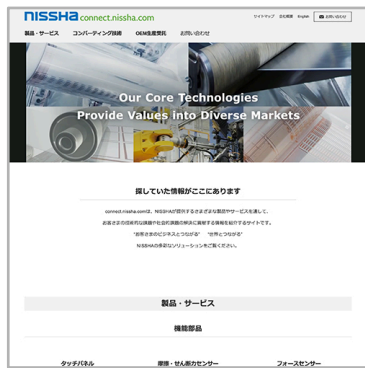 NISSHA connect.nissha.com
サイトマップ 会社概要 English お問い合わせ
製品・サービス コンバーティング技術 OEM生産受託 お問い合わせ
Our Core Technologies
Provide Values into Diverse Markets
探していた情報がここにあります
connect.nissha.comは、NISSHAが提供するさまざまな製品やサービスを通して、
お客さまの技術的な課題や社会的課題の解決に貢献する情報を紹介するサイトです。
"お客さまのビジネスとつながる" "世界とつながる"
NISSHAの多彩なソリューションをご覧ください。
製品・サービス
機能部品
タッチパネル 摩擦・せん断力センサー フォースセンサー